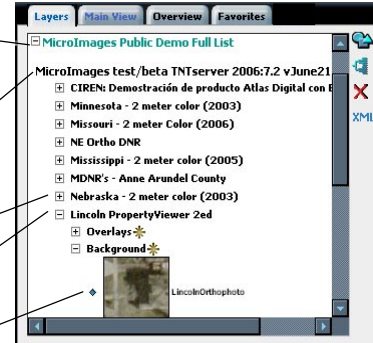 Layers Main View Overview Favorites
MicroImages Public Demo Full List
MicroImages test/beta TNTserver 2006:7.2 vJune21
CIREN: Demostración de producto Atlas Digital con
Minnesota - 2 meter color (2003)
Missouri - 2 meter Color (2006)
NE Ortho DNR
Mississippi - 2 meter color (2005)
MDNR's - Anne Arundel County
Nebraska - 2 meter color (2003)
Lincoln PropertyViewer 2ed
Overlays
Background
LincolnOrthophoto
XML